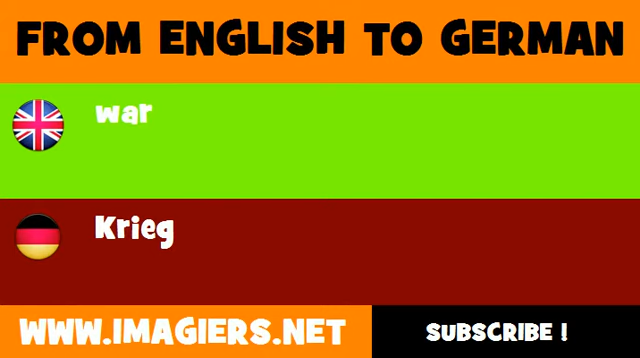 FROM ENGLISH TO GERMAN
war
Krieg
WWW.IMAGIERS.NET
SUBSCRIBE !